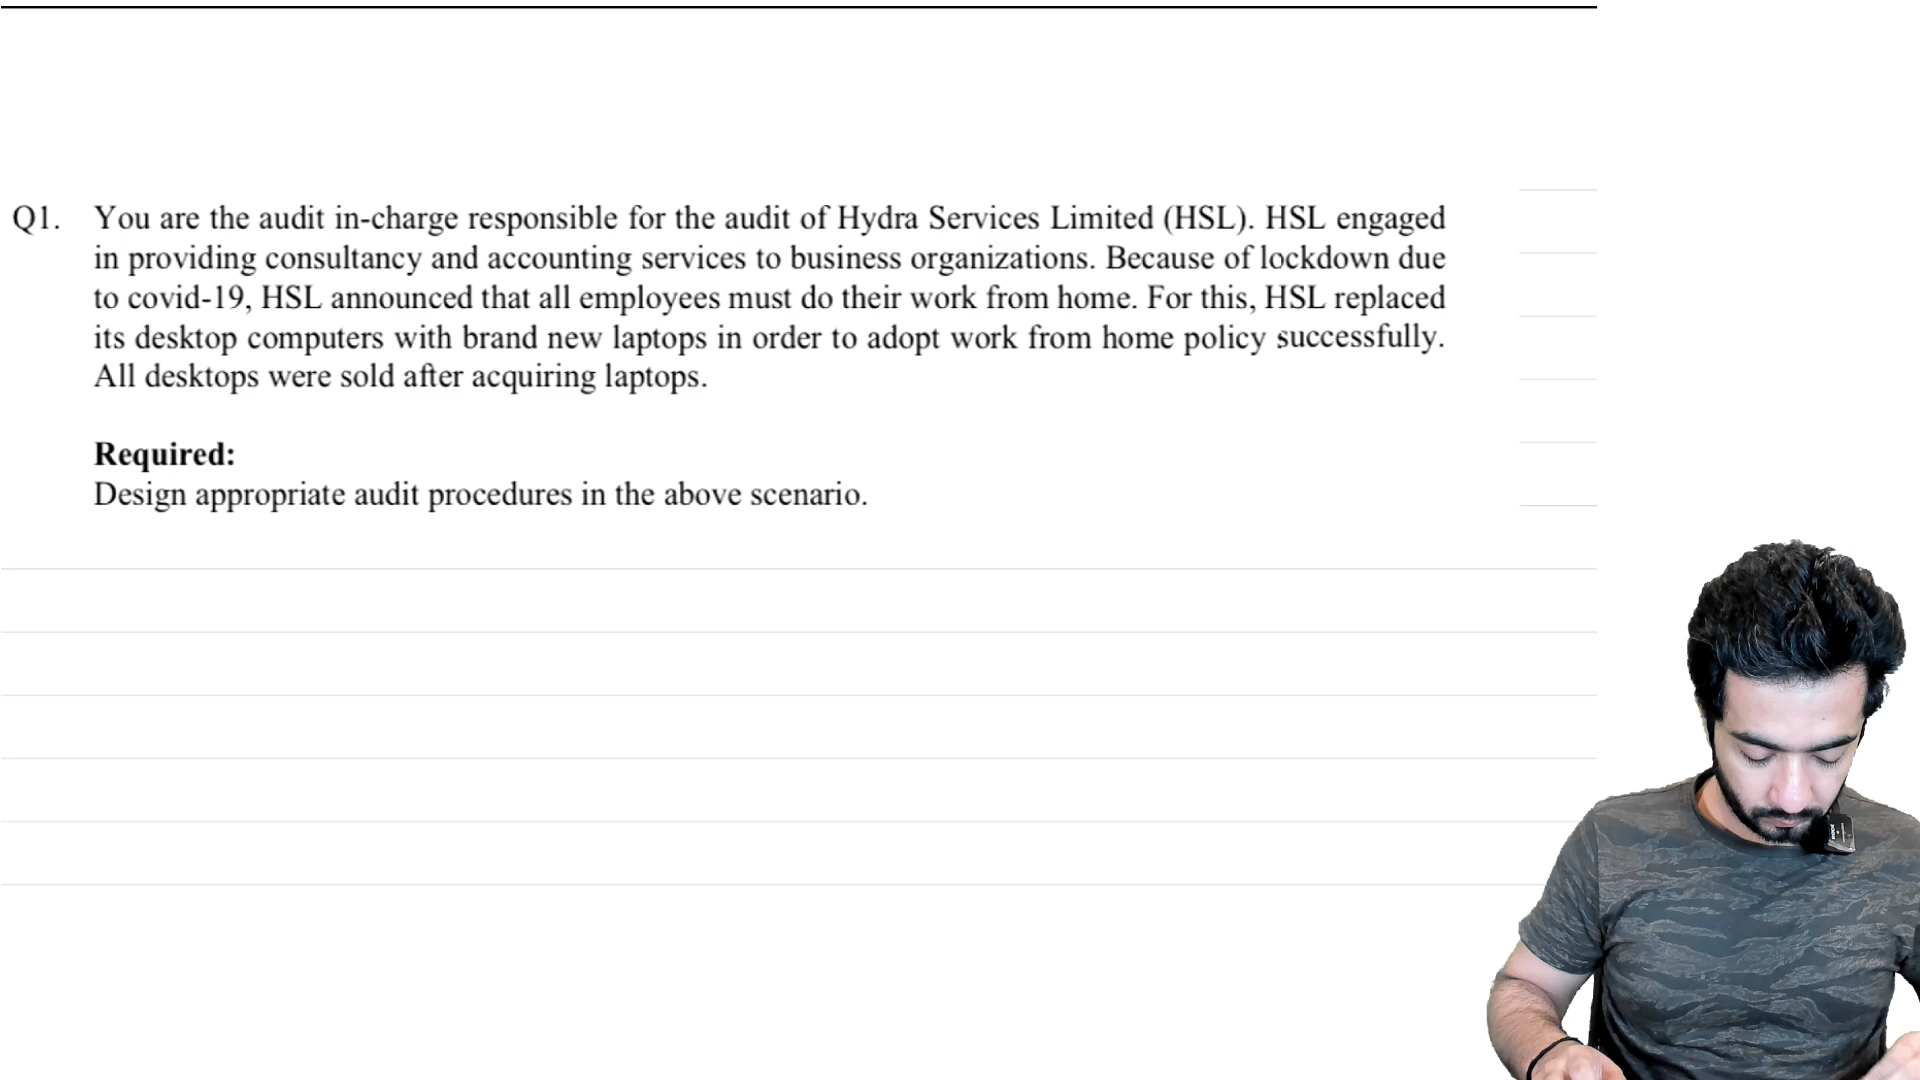 Q1. You are the audit in-charge responsible for the audit of Hydra Services Limited (HSL). HSL engaged
in providing consultancy and accounting services to business organizations. Because of lockdown due
to covid-19, HSL announced that all employees must do their work from home. For this, HSL replaced
its desktop computers with brand new laptops in order to adopt work from home policy successfully.
All desktops were sold after acquiring laptops.
Required:
Design appropriate audit procedures in the above scenario.